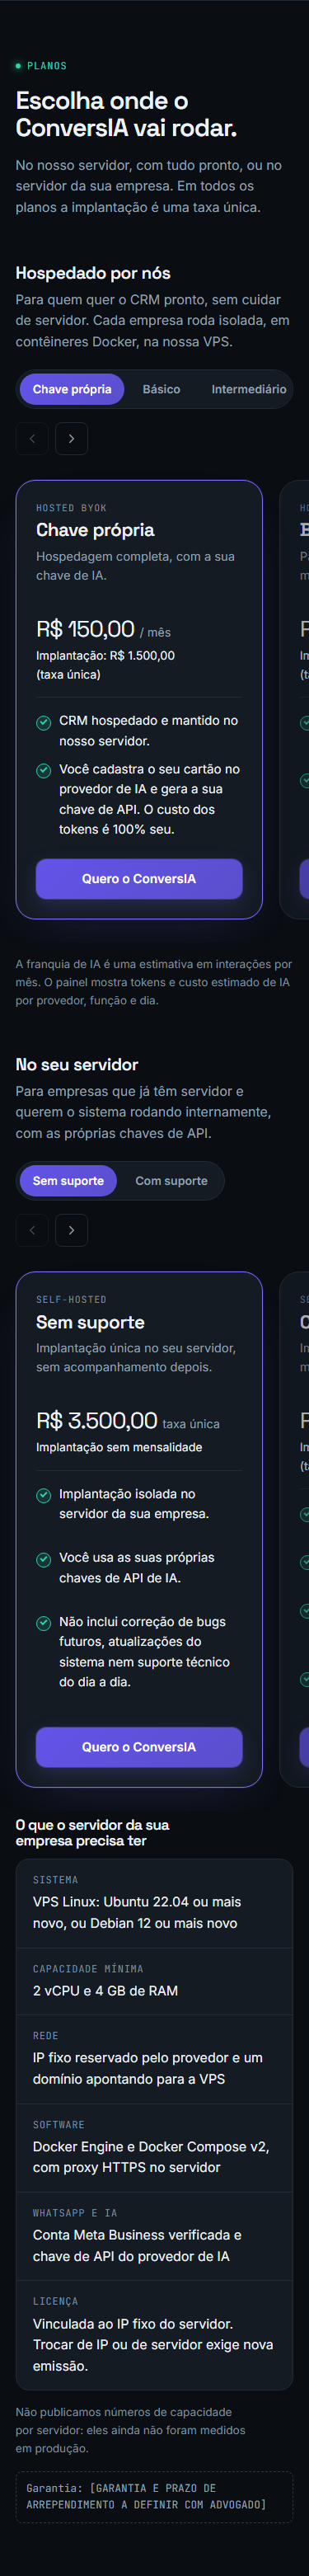 PLANOS
Escolha onde o
ConversIA vai rodar.
No nosso servidor, com tudo pronto, ou no
servidor da sua empresa. Em todos os
planos a implantação é uma taxa única.
Hospedado por nós
Para quem quer o CRM pronto, sem cuidar
de servidor. Cada empresa roda isolada, em
contêineres Docker, na nossa VPS.
Chave própria Básico Intermediário
HOSTED BYOK
Chave própria
Hospedagem completa, com a sua
chave de IA.
R$ 150,00 / mês
Implantação: R$ 1.500,00
(taxa única)
CRM hospedado e mantido no
nosso servidor.
Você cadastra o seu cartão no
provedor de IA e gera a sua
chave de API. O custo dos
tokens é 100% seu.
Quero o ConversIA
A franquia de IA é uma estimativa em interações por
mês. O painel mostra tokens e custo estimado de IA
por provedor, função e dia.
No seu servidor
Para empresas que já têm servidor e
querem o sistema rodando internamente,
com as próprias chaves de API.
Sem suporte Com suporte
SELF-HOSTED
Sem suporte
Implantação única no seu servidor,
sem acompanhamento depois.
R$ 3.500,00 taxa única
Implantação sem mensalidade
Implantação isolada no
servidor da sua empresa.
Você usa as suas próprias
chaves de API de IA.
Não inclui correção de bugs
futuros, atualizações do
sistema nem suporte técnico
do dia a dia.
Quero o ConversIA
O que o servidor da sua
empresa precisa ter
SISTEMA
VPS Linux: Ubuntu 22.04 ou mais
novo, ou Debian 12 ou mais novo
CAPACIDADE MÍNIMA
2 vCPU e 4 GB de RAM
REDE
IP fixo reservado pelo provedor e um
domínio apontando para a VPS
SOFTWARE
Docker Engine e Docker Compose v2,
com proxy HTTPS no servidor
WHATSAPP E IA
Conta Meta Business verificada e
chave de API do provedor de IA
LICENÇA
Vinculada ao IP fixo do servidor.
Trocar de IP ou de servidor exige nova
emissão.
Não publicamos números de capacidade
por servidor: eles ainda não foram medidos
em produção.
Garantia: [GARANTIA E PRAZO DE
ARREPENDIMENTO A DEFINIR COM ADVOGADO]